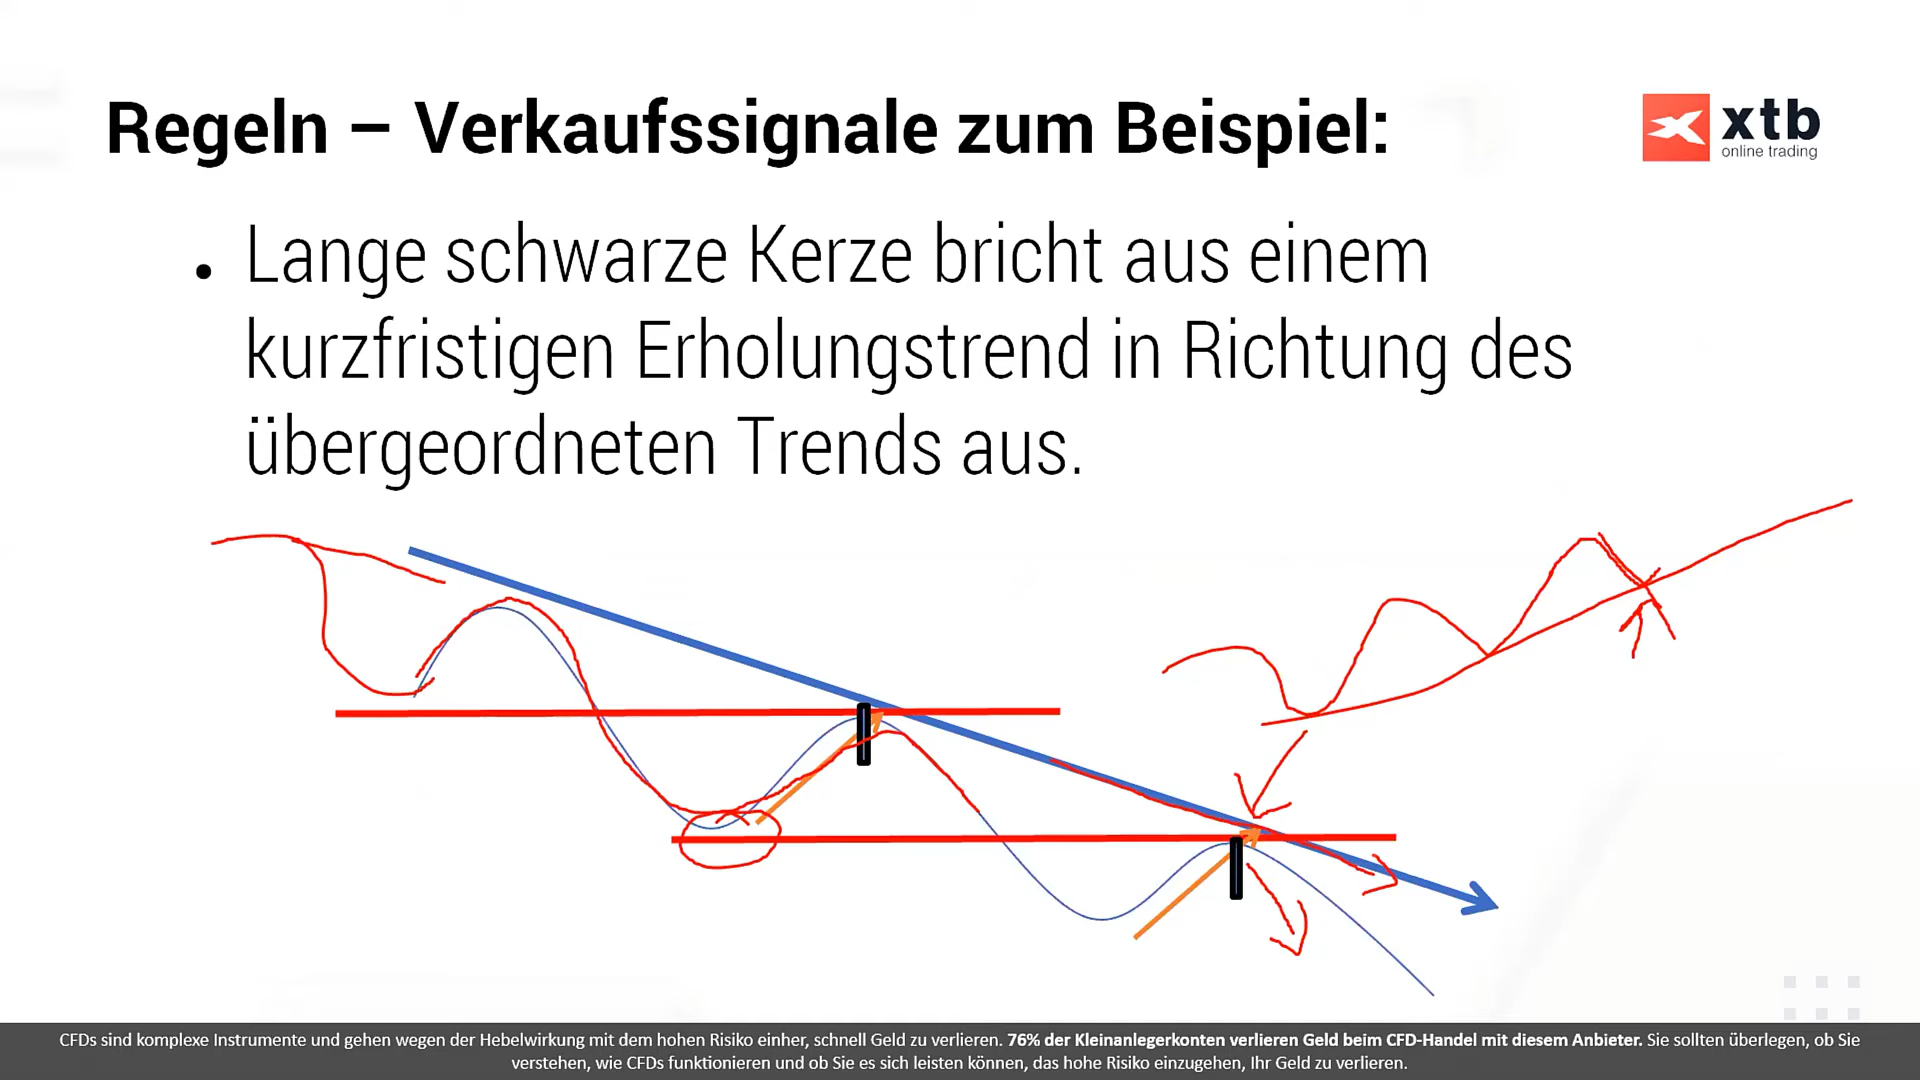 Regeln – Verkaufssignale zum Beispiel:
xtb
online trading
• Lange schwarze Kerze bricht aus einem
kurzfristigen Erholungstrend in Richtung des
übergeordneten Trends aus.
CFDs sind komplexe Instrumente und gehen wegen der Hebelwirkung mit dem hohen Risiko einher, schnell Geld zu verlieren. 76% der Kleinanlegerkonten verlieren Geld beim CFD-Handel mit diesem Anbieter. Sie sollten überlegen, ob Sie
verstehen, wie CFDs funktionieren und ob Sie es sich leisten können, das hohe Risiko einzugehen, Ihr Geld zu verlieren.